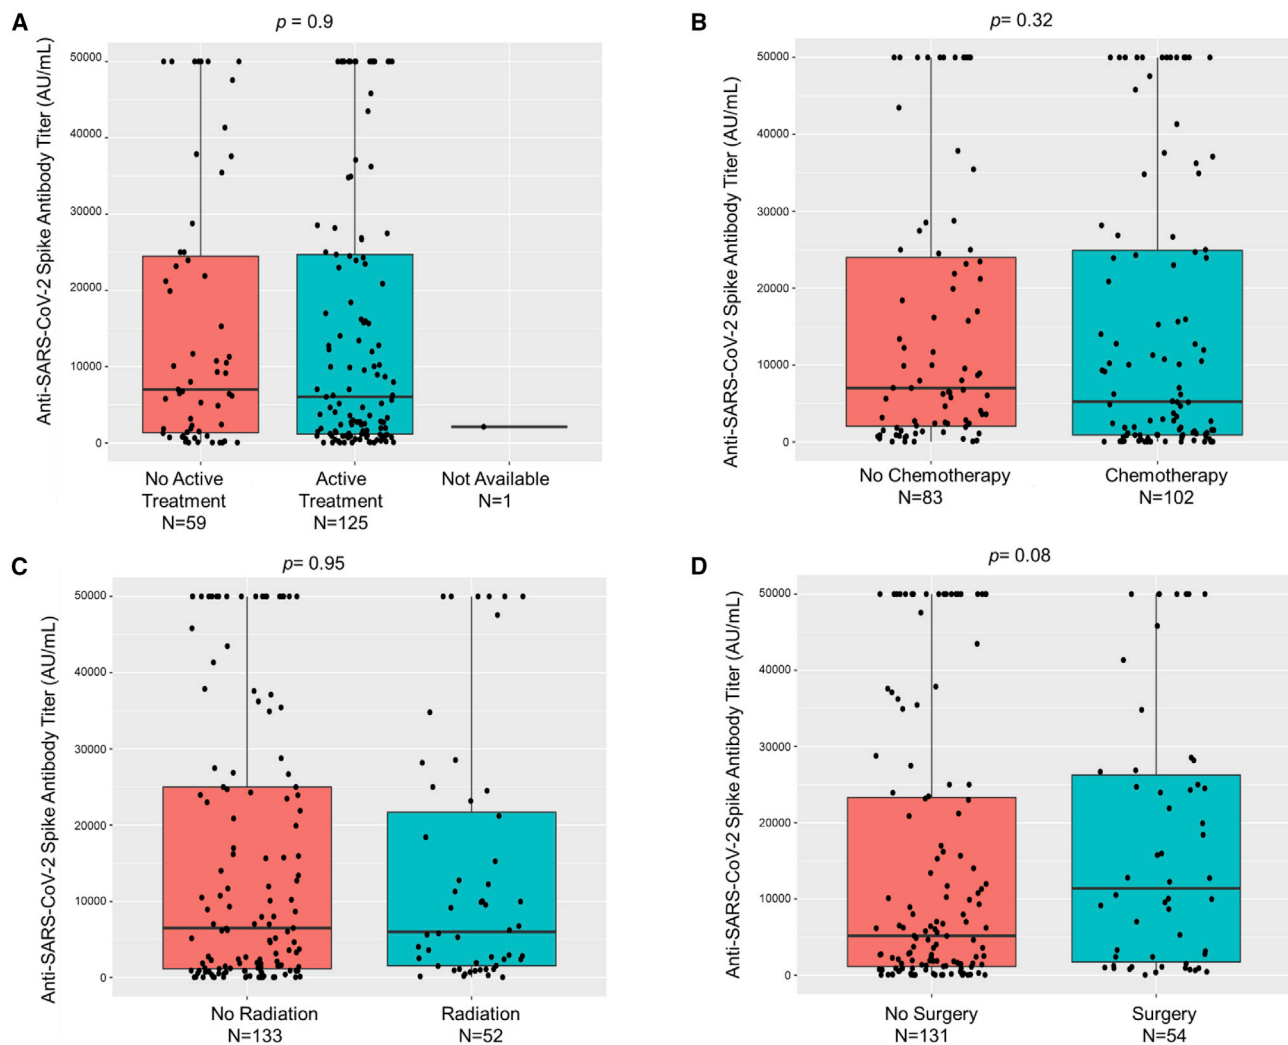 A
p = 0.9
Anti-SARS-CoV-2 Spike Antibody Titer (AU/mL)
50000
40000
30000
20000
10000
0
No Active
Treatment
N=59
Active
Treatment
N=125
Not Available
N=1
B
p= 0.32
Anti-SARS-CoV-2 Spike Antibody Titer (AU/mL)
50000
40000
30000
20000
10000
0
No Chemotherapy
N=83
Chemotherapy
N=102
C
p= 0.95
Anti-SARS-CoV-2 Spike Antibody Titer (AU/mL)
50000
40000
30000
20000
10000
0
No Radiation
N=133
Radiation
N=52
D
p= 0.08
Anti-SARS-CoV-2 Spike Antibody Titer (AU/mL)
50000
40000
30000
20000
10000
0
No Surgery
N=131
Surgery
N=54